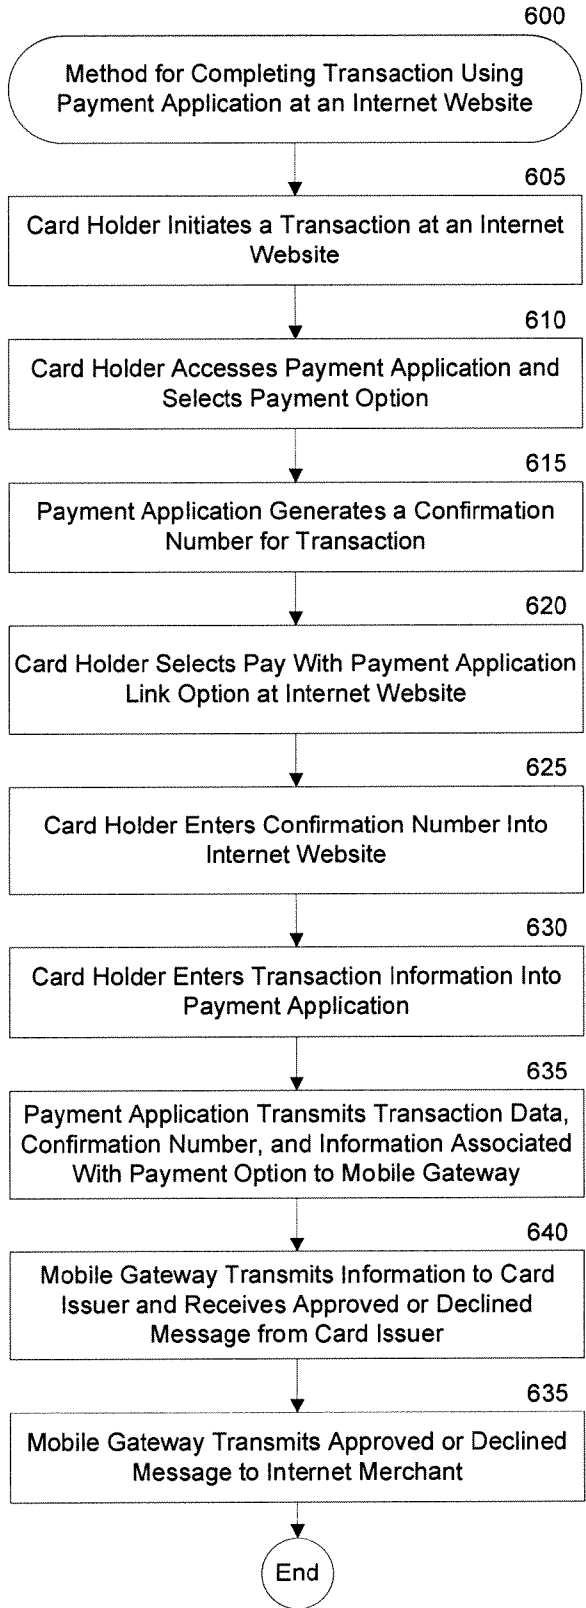 600
Method for Completing Transaction Using
Payment Application at an Internet Website
605
Card Holder Initiates a Transaction at an Internet
Website
610
Card Holder Accesses Payment Application and
Selects Payment Option
615
Payment Application Generates a Confirmation
Number for Transaction
620
Card Holder Selects Pay With Payment Application
Link Option at Internet Website
625
Card Holder Enters Confirmation Number Into
Internet Website
630
Card Holder Enters Transaction Information Into
Payment Application
635
Payment Application Transmits Transaction Data,
Confirmation Number, and Information Associated
With Payment Option to Mobile Gateway
640
Mobile Gateway Transmits Information to Card
Issuer and Receives Approved or Declined
Message from Card Issuer
635
Mobile Gateway Transmits Approved or Declined
Message to Internet Merchant
End